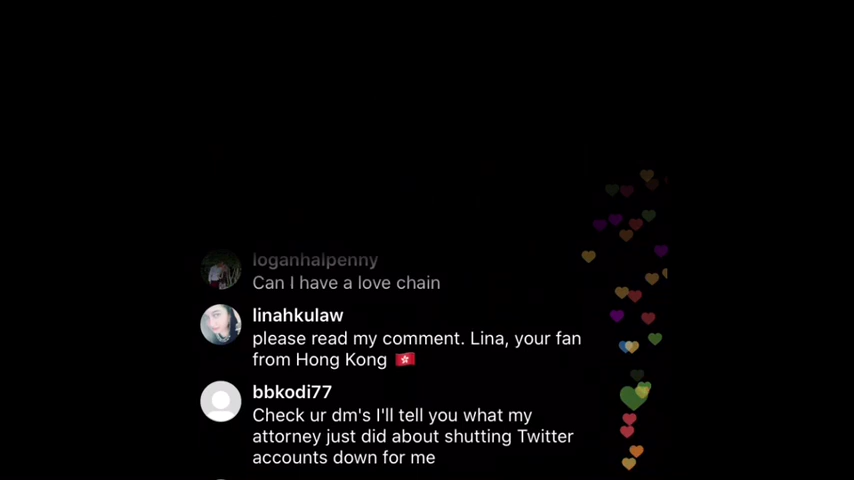 loganhalpenny
Can I have a love chain
linahkulaw
please read my comment. Lina, your fan
from Hong Kong 🇭🇰
bbkodi77
Check ur dm's I'll tell you what my
attorney just did about shutting Twitter
accounts down for me